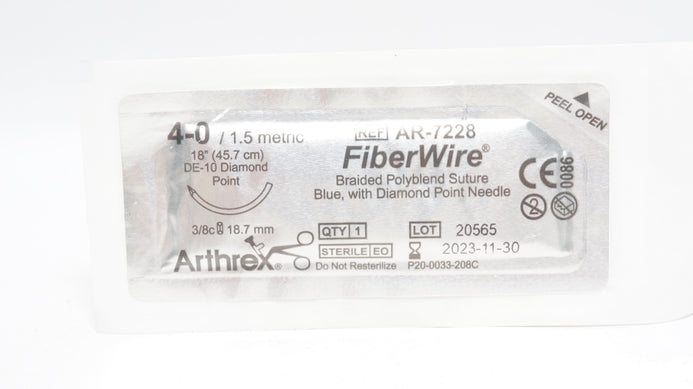 PEEL OPEN
4-0 / 1.5 metric
18" (45.7 cm)
DE-10 Diamond
Point
3/8c 18.7 mm
Arthrex®
REF AR-7228
FiberWire®
Braided Polyblend Suture
Blue, with Diamond Point Needle
QTY 1
LOT 20565
STERILE EO
2023-11-30
Do Not Resterilize P20-0033-208C
CE 0086
2